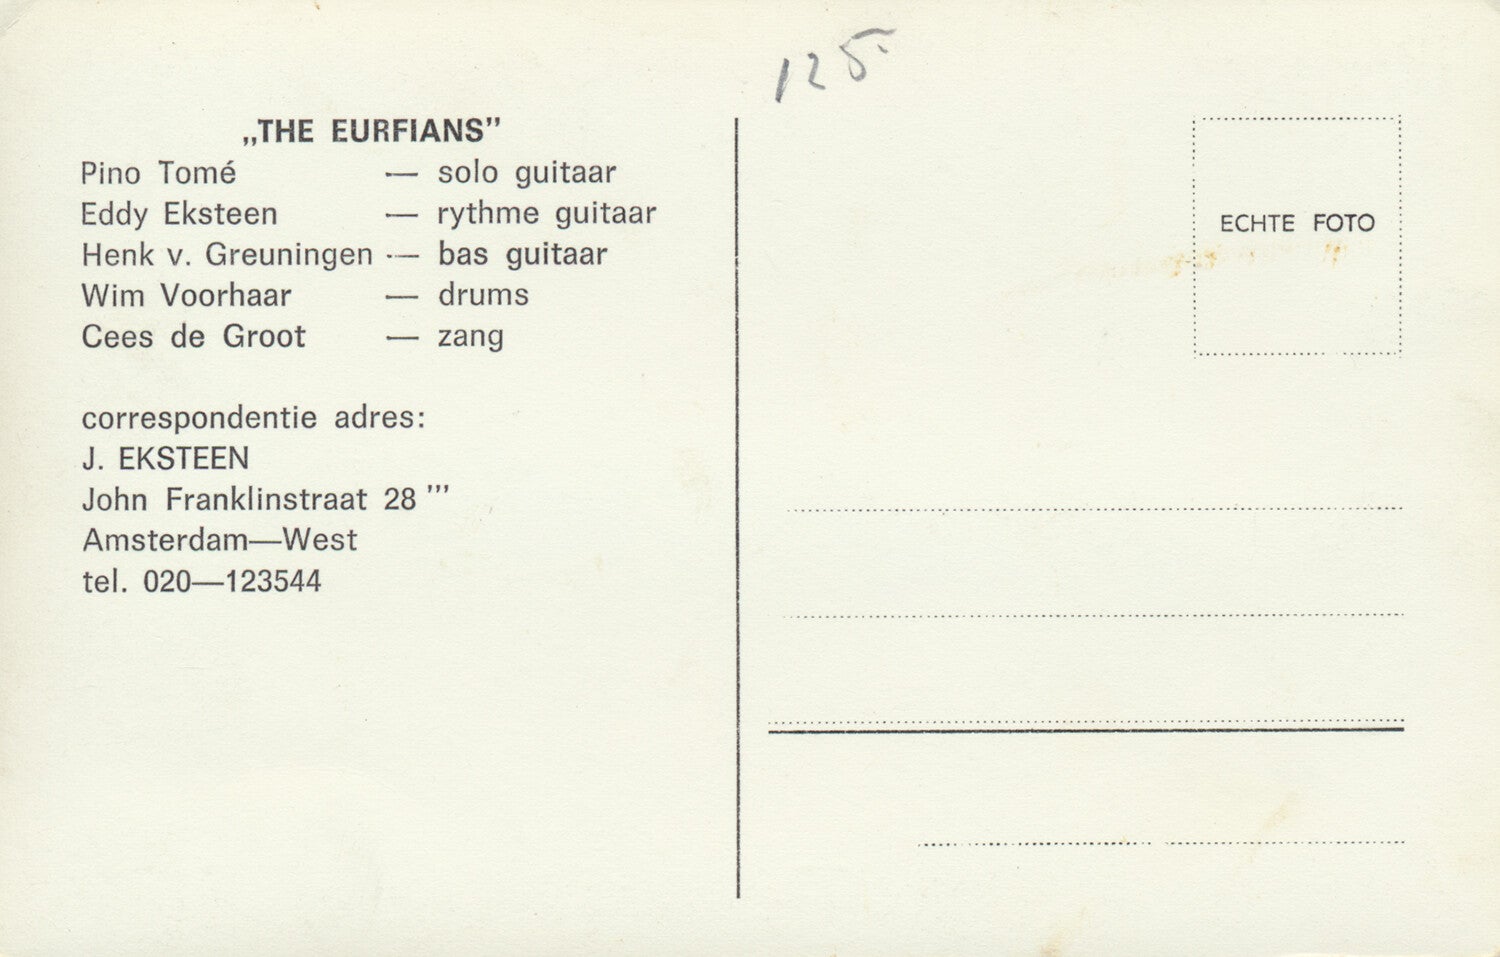 125.
„THE EURFIANS”
Pino Tomé — solo guitaar
Eddy Eksteen — rythme guitaar
Henk v. Greuningen — bas guitaar
Wim Voorhaar — drums
Cees de Groot — zang
correspondentie adres:
J. EKSTEEN
John Franklinstraat 28 '''
Amsterdam—West
tel. 020—123544
ECHTE FOTO